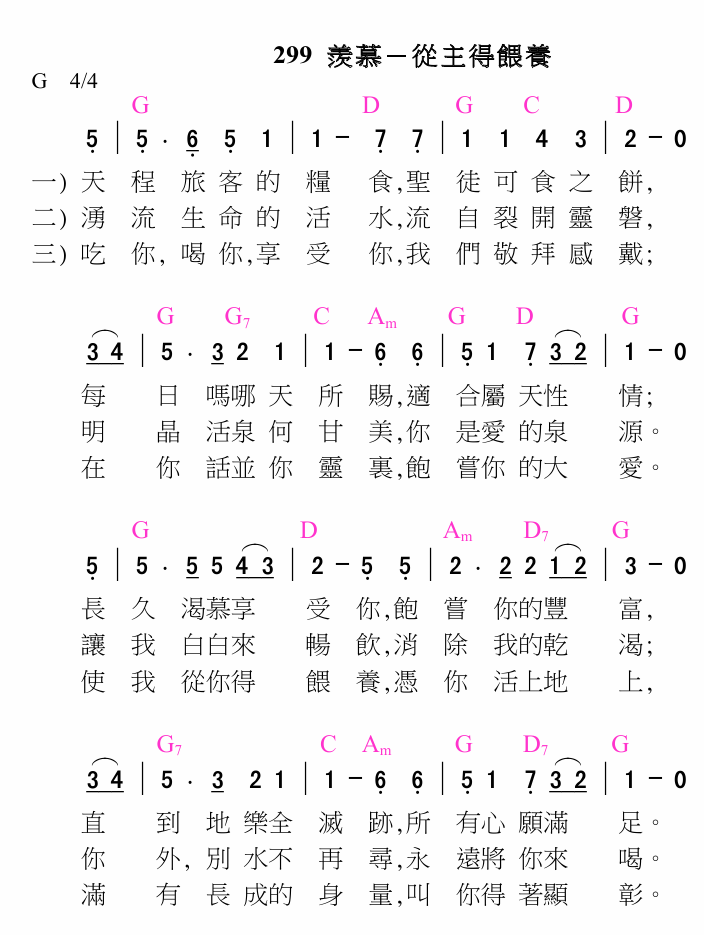 299 羨慕－從主得餵養
G 4/4
G D G C D
5 | 5 · 6 5 1 | 1 － 7 7 | 1 1 4 3 | 2 － 0
一) 天 程 旅 客 的 糧 食,聖 徒 可 食 之 餅,
二) 湧 流 生 命 的 活 水,流 自 裂 開 靈 磐,
三) 吃 你, 喝 你,享 受 你,我 們 敬 拜 感 戴;
G G7 C Am G D G
3 4 | 5 · 3 2 1 | 1 － 6 6 | 5 1 7 3 2 | 1 － 0
每 日 嗎哪 天 所 賜,適 合屬 天性 情;
明 晶 活泉 何 甘 美,你 是愛 的泉 源。
在 你 話並 你 靈 裏,飽 嘗你 的大 愛。
G D Am D7 G
5 | 5 · 5 5 4 3 | 2 － 5 5 | 2 · 2 2 1 2 | 3 － 0
長 久 渴慕享 受 你,飽 嘗 你的豐 富,
讓 我 白白來 暢 飲,消 除 我的乾 渴;
使 我 從你得 餵 養,憑 你 活上地 上,
G7 C Am G D7 G
3 4 | 5 · 3 2 1 | 1 － 6 6 | 5 1 7 3 2 | 1 － 0
直 到 地 樂全 滅 跡,所 有心 願滿 足。
你 外, 別 水不 再 尋,永 遠將 你來 喝。
滿 有 長 成的 身 量,叫 你得 著顯 彰。